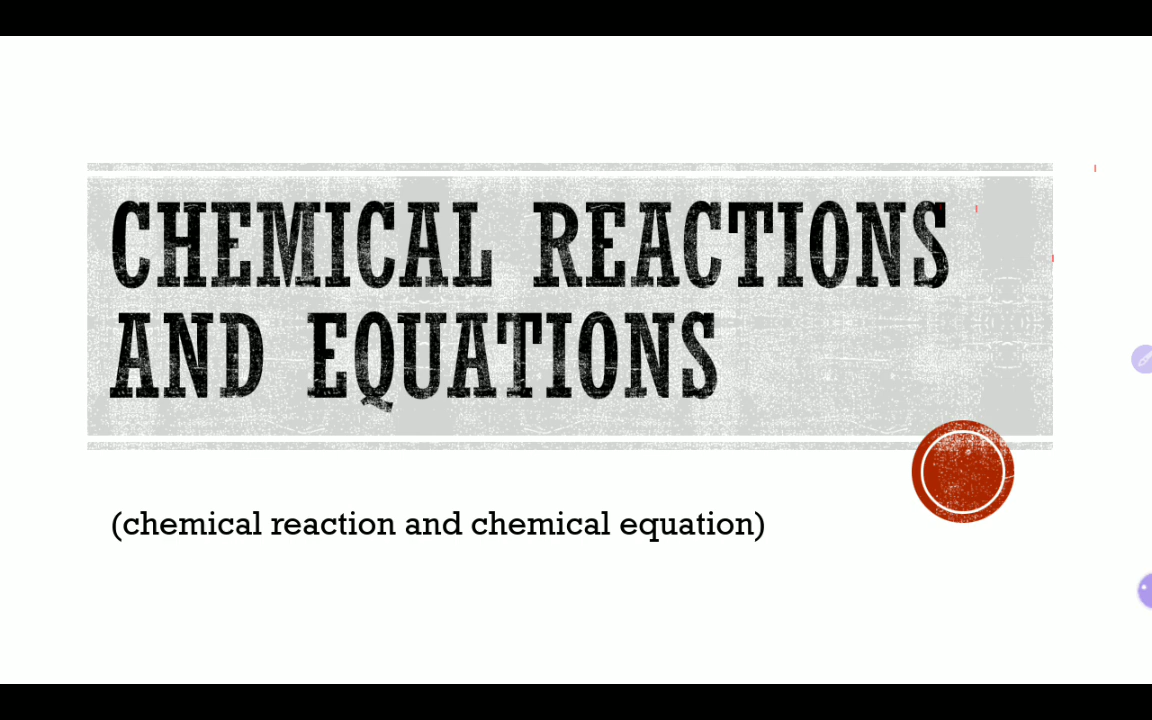 CHEMICAL REACTIONS
AND EQUATIONS
(chemical reaction and chemical equation)